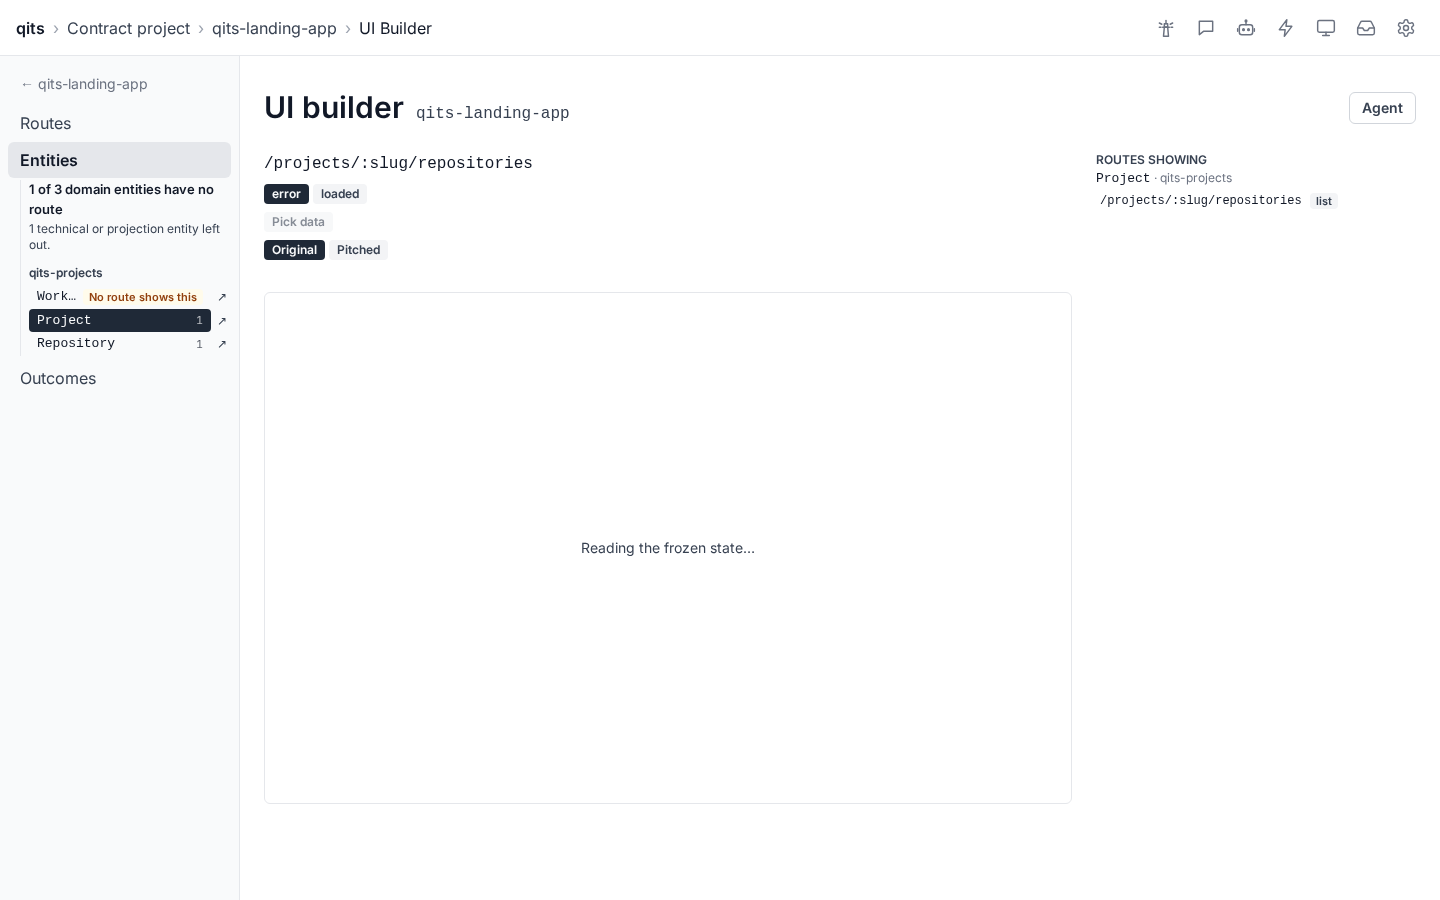 qits › Contract project › qits-landing-app › UI Builder
← qits-landing-app
Routes
Entities
1 of 3 domain entities have no
route
1 technical or projection entity left
out.
qits-projects
Work… No route shows this ↗
Project 1 ↗
Repository 1 ↗
Outcomes
UI builder qits-landing-app
Agent
/projects/:slug/repositories
error loaded
Pick data
Original Pitched
Reading the frozen state...
ROUTES SHOWING
Project · qits-projects
/projects/:slug/repositories list